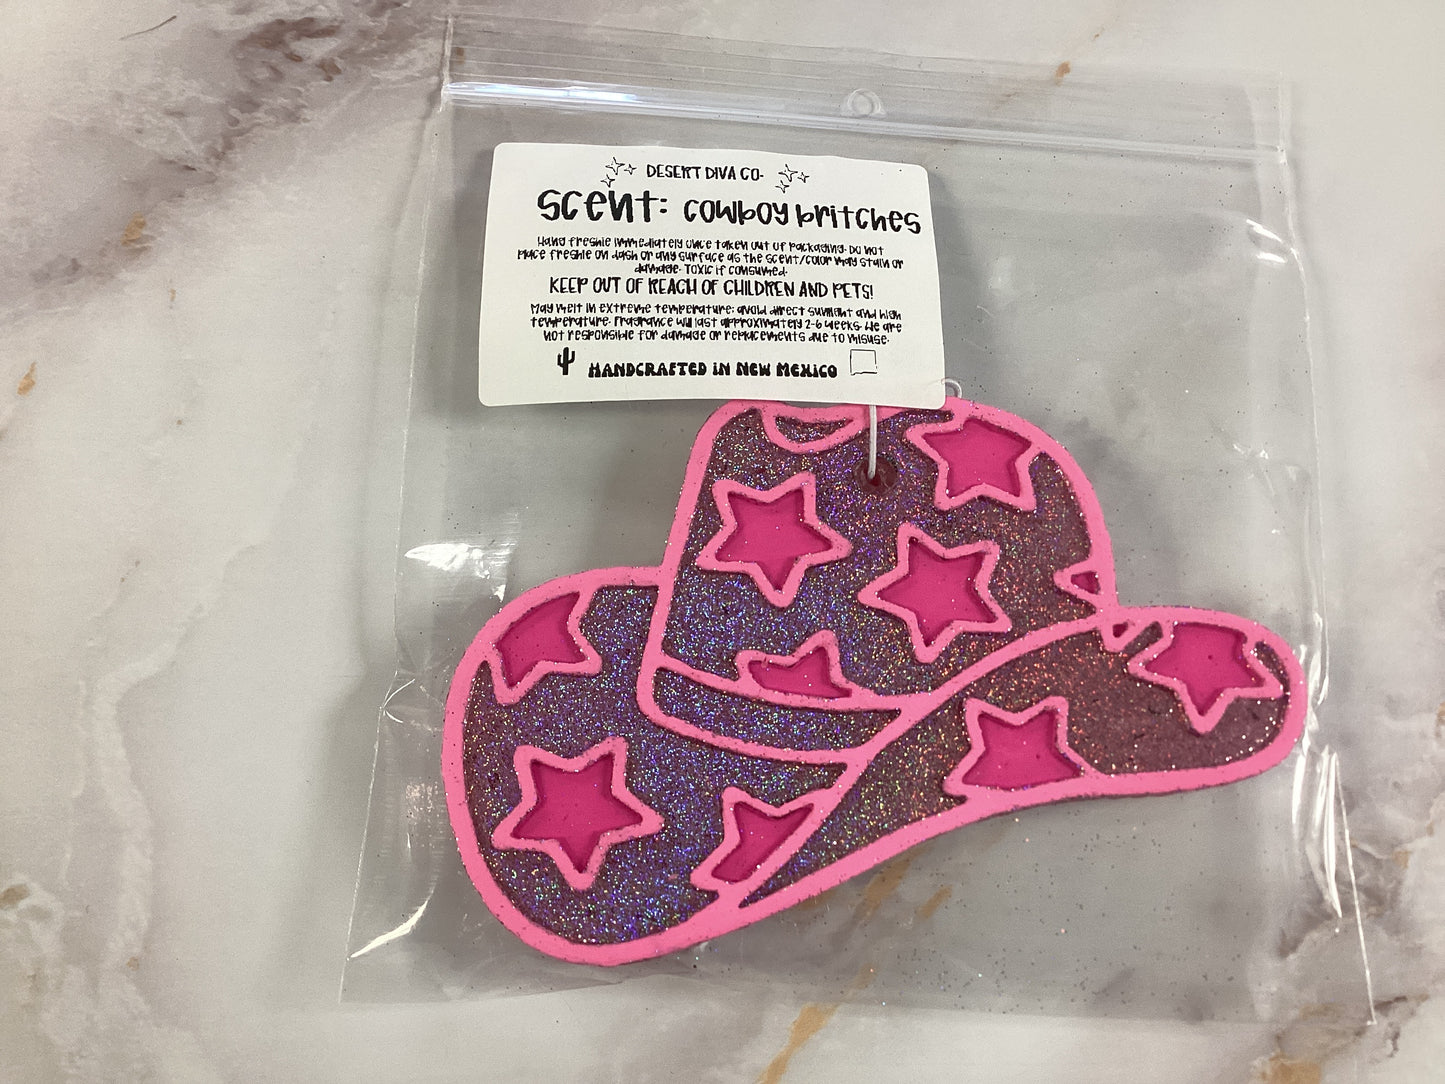 DESERT DIVA CO.
scent: cowboy britches
Hang freshie immediately once taken out of packaging. Do not
place freshie on dash or any surface as the scent/color may stain or
damage. Toxic if consumed.
KEEP OUT OF REACH OF CHILDREN AND PETS!
May melt in extreme temperature; avoid direct sunlight and high
temperature. Fragrance will last approximately 2-6 weeks. We are
not responsible for damage or replacements due to misuse.
HANDCRAFTED IN NEW MEXICO